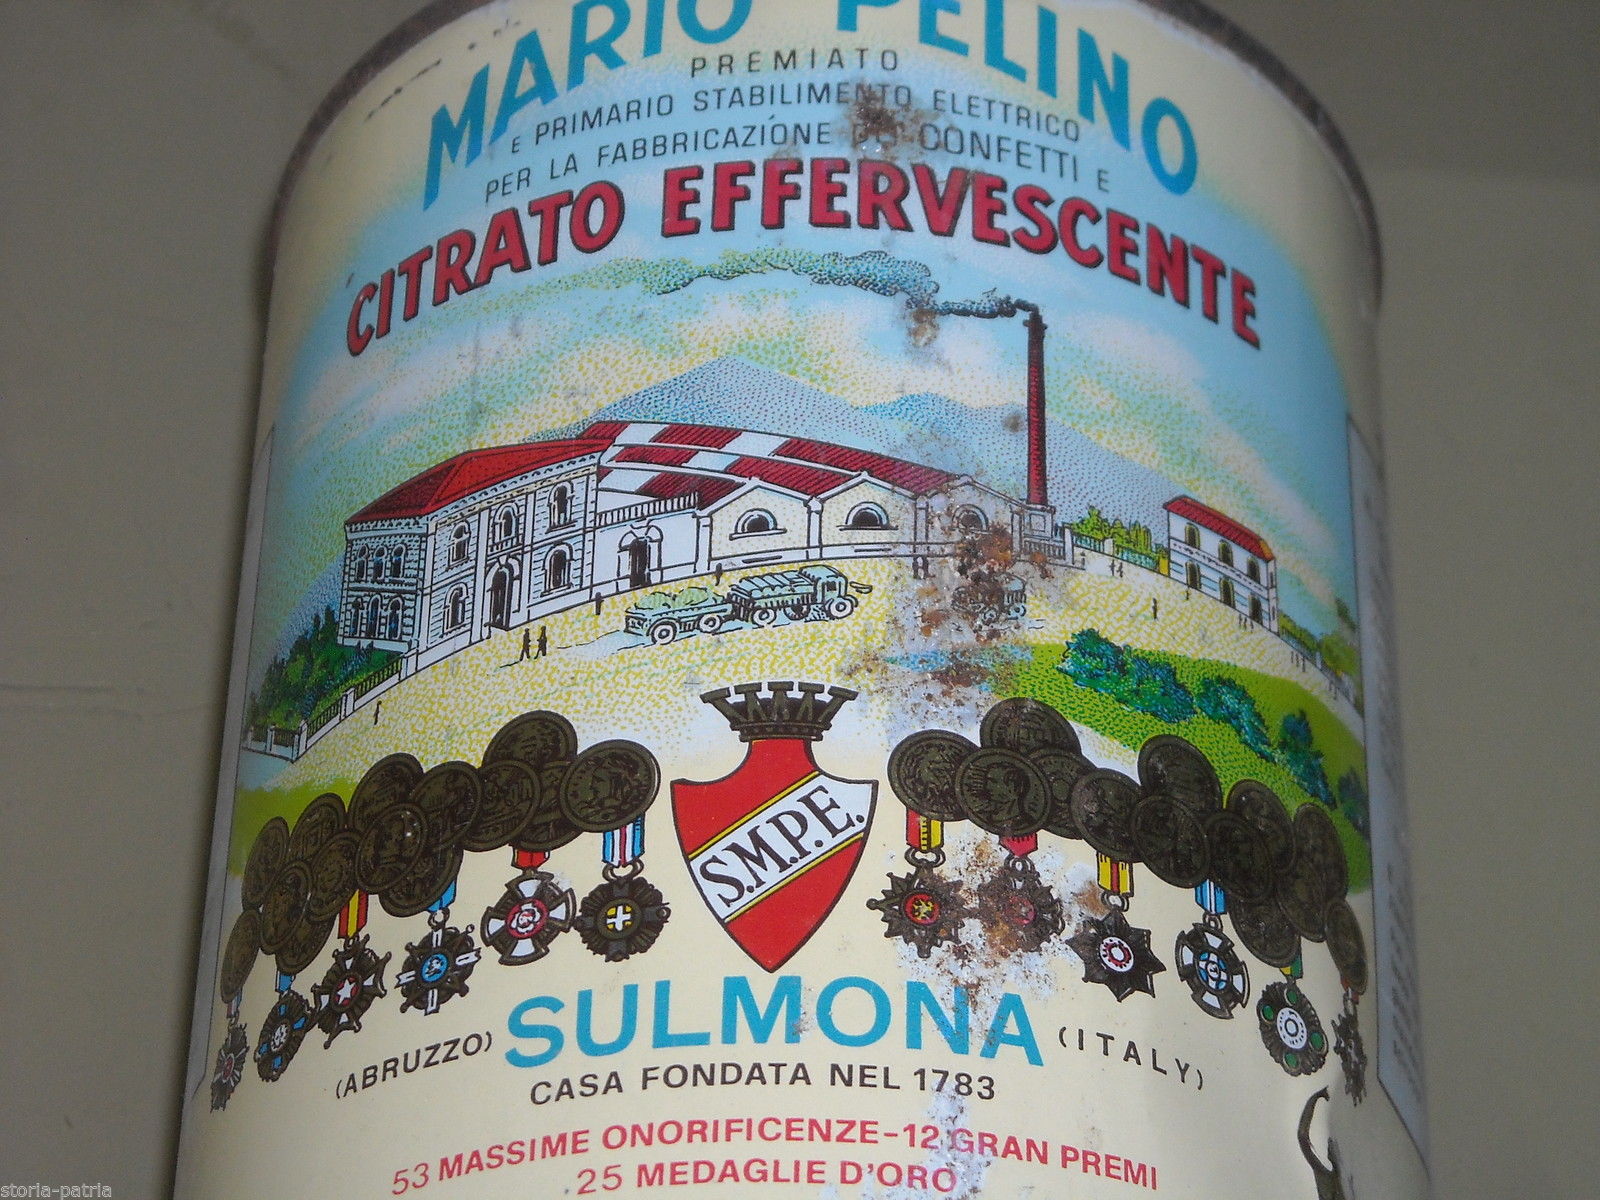 MARIO PELINO
PREMIATO
E PRIMARIO STABILIMENTO ELETTRICO
PER LA FABBRICAZIONE CONFETTI E
CITRATO EFFERVESCENTE
S.M.P.E.
(ABRUZZO) SULMONA (ITALY)
CASA FONDATA NEL 1783
53 MASSIME ONORIFICENZE-12 GRAN PREMI
25 MEDAGLIE D'ORO
storia-patria